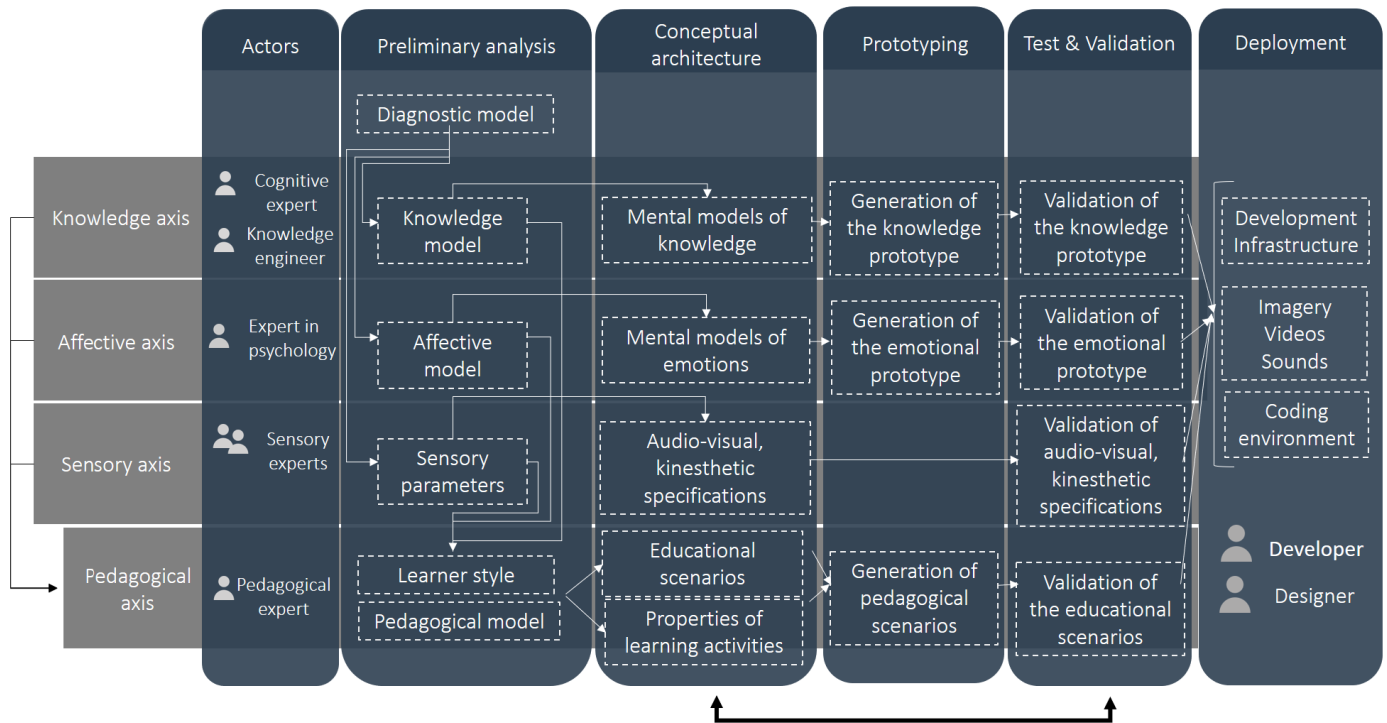 Actors
Preliminary analysis
Conceptual
architecture
Prototyping
Test & Validation
Deployment
Diagnostic model
Knowledge axis
Cognitive
expert
Knowledge
engineer
Knowledge
model
Mental models of
knowledge
Generation of
the knowledge
prototype
Validation of
the knowledge
prototype
Development
Infrastructure
Affective axis
Expert in
psychology
Affective
model
Mental models of
emotions
Generation of
the emotional
prototype
Validation of
the emotional
prototype
Imagery
Videos
Sounds
Sensory axis
Sensory
experts
Sensory
parameters
Audio-visual,
kinesthetic
specifications
Validation of
audio-visual,
kinesthetic
specifications
Coding
environment
Pedagogical
axis
Pedagogical
expert
Learner style
Pedagogical model
Educational
scenarios
Properties of
learning activities
Generation of
pedagogical
scenarios
Validation of
the educational
scenarios
Developer
Designer